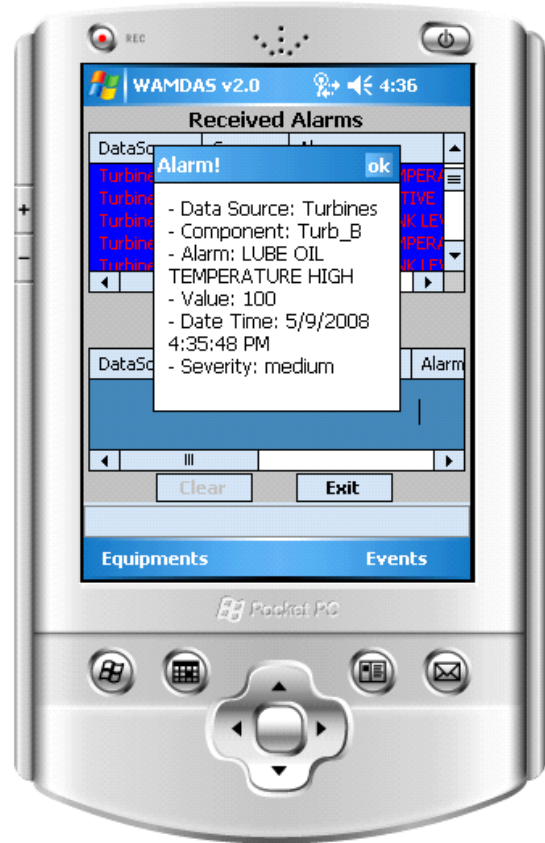 REC
WAMDAS v2.0 4:36
Received Alarms
Alarm!
ok
- Data Source: Turbines
- Component: Turb_B
- Alarm: LUBE OIL
TEMPERATURE HIGH
- Value: 100
- Date Time: 5/9/2008
4:35:48 PM
- Severity: medium
Turbine
Turbine
Turbine
Turbine
Turbine
Alarm
Clear Exit
Equipments Events
Pocket PC